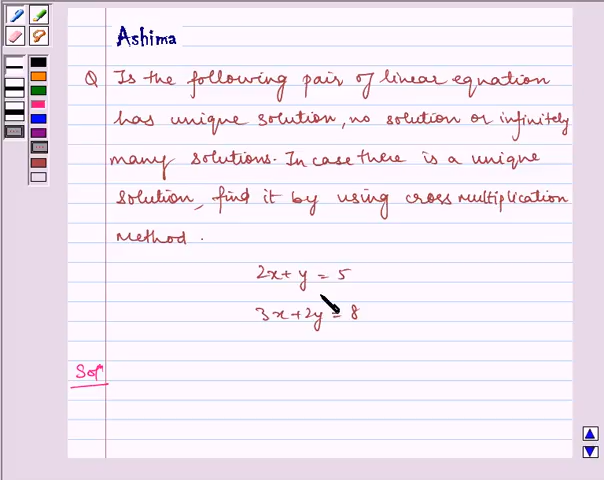 Ashima
Q Is the following pair of linear equation
has unique solution, no solution or infinitely
many solutions. In case there is a unique
solution, find it by using cross multiplication
method.
2x + y = 5
3x + 2y = 8
Solⁿ